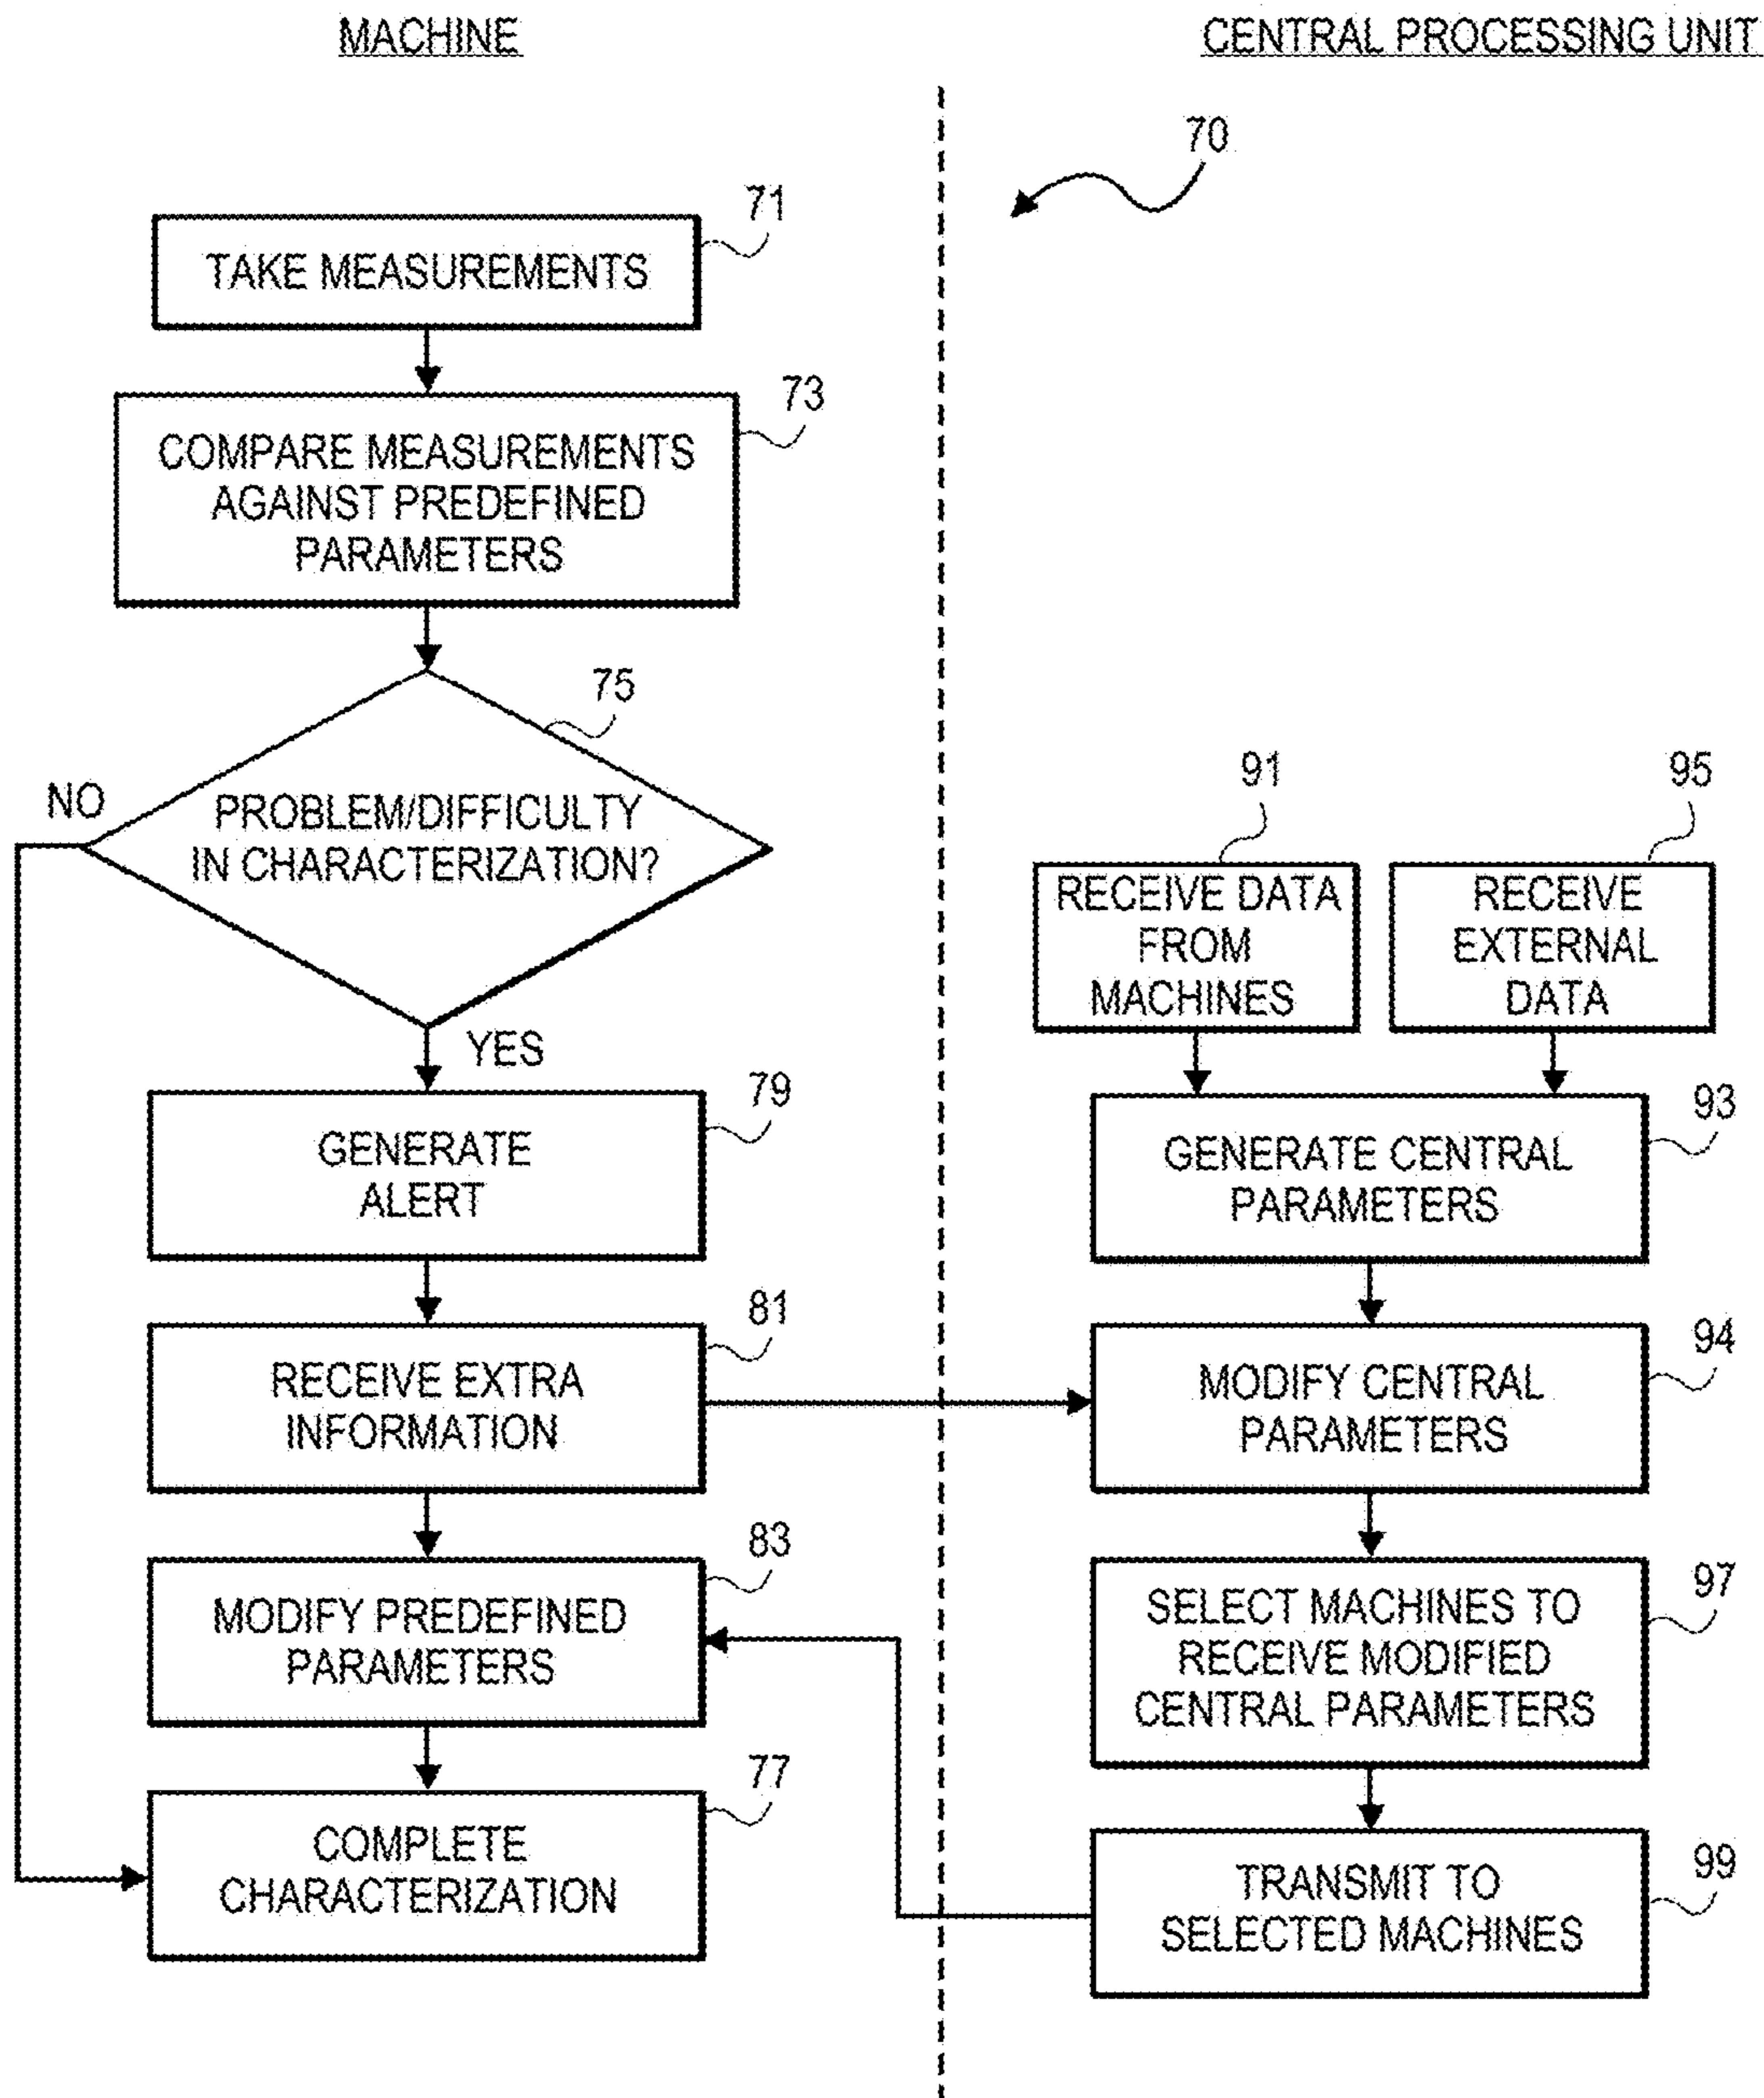 MACHINE
CENTRAL PROCESSING UNIT
70
71
TAKE MEASUREMENTS
73
COMPARE MEASUREMENTS
AGAINST PREDEFINED
PARAMETERS
75
NO
PROBLEM/DIFFICULTY
IN CHARACTERIZATION?
YES
79
GENERATE
ALERT
81
RECEIVE EXTRA
INFORMATION
83
MODIFY PREDEFINED
PARAMETERS
77
COMPLETE
CHARACTERIZATION
91
RECEIVE DATA
FROM
MACHINES
95
RECEIVE
EXTERNAL
DATA
93
GENERATE CENTRAL
PARAMETERS
94
MODIFY CENTRAL
PARAMETERS
97
SELECT MACHINES TO
RECEIVE MODIFIED
CENTRAL PARAMETERS
99
TRANSMIT TO
SELECTED MACHINES